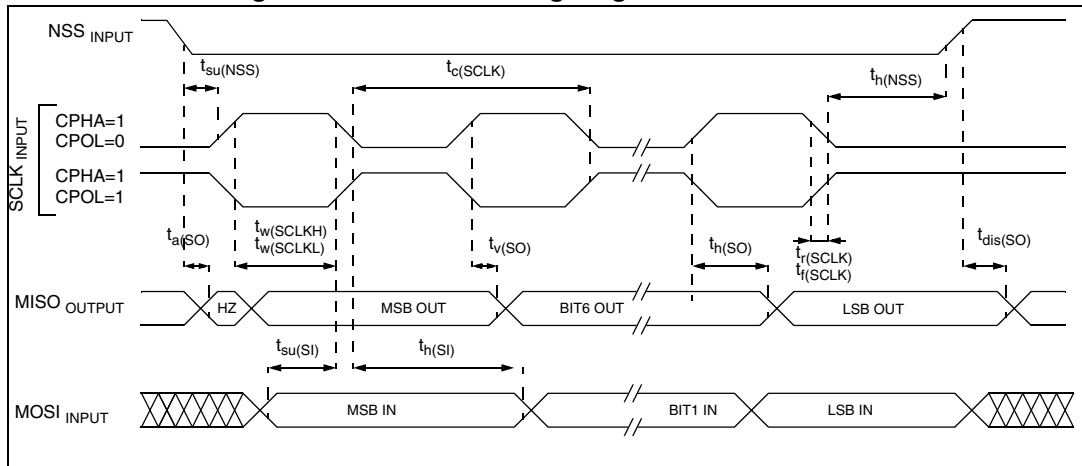 NSS INPUT
tsu(NSS)
tc(SCLK)
th(NSS)
SCLK INPUT
CPHA=1
CPOL=0
CPHA=1
CPOL=1
ta(SO)
tw(SCLKH)
tw(SCLKL)
tv(SO)
th(SO)
tr(SCLK)
tf(SCLK)
tdis(SO)
MISO OUTPUT
HZ
MSB OUT
BIT6 OUT
LSB OUT
tsu(SI)
th(SI)
MOSI INPUT
MSB IN
BIT1 IN
LSB IN